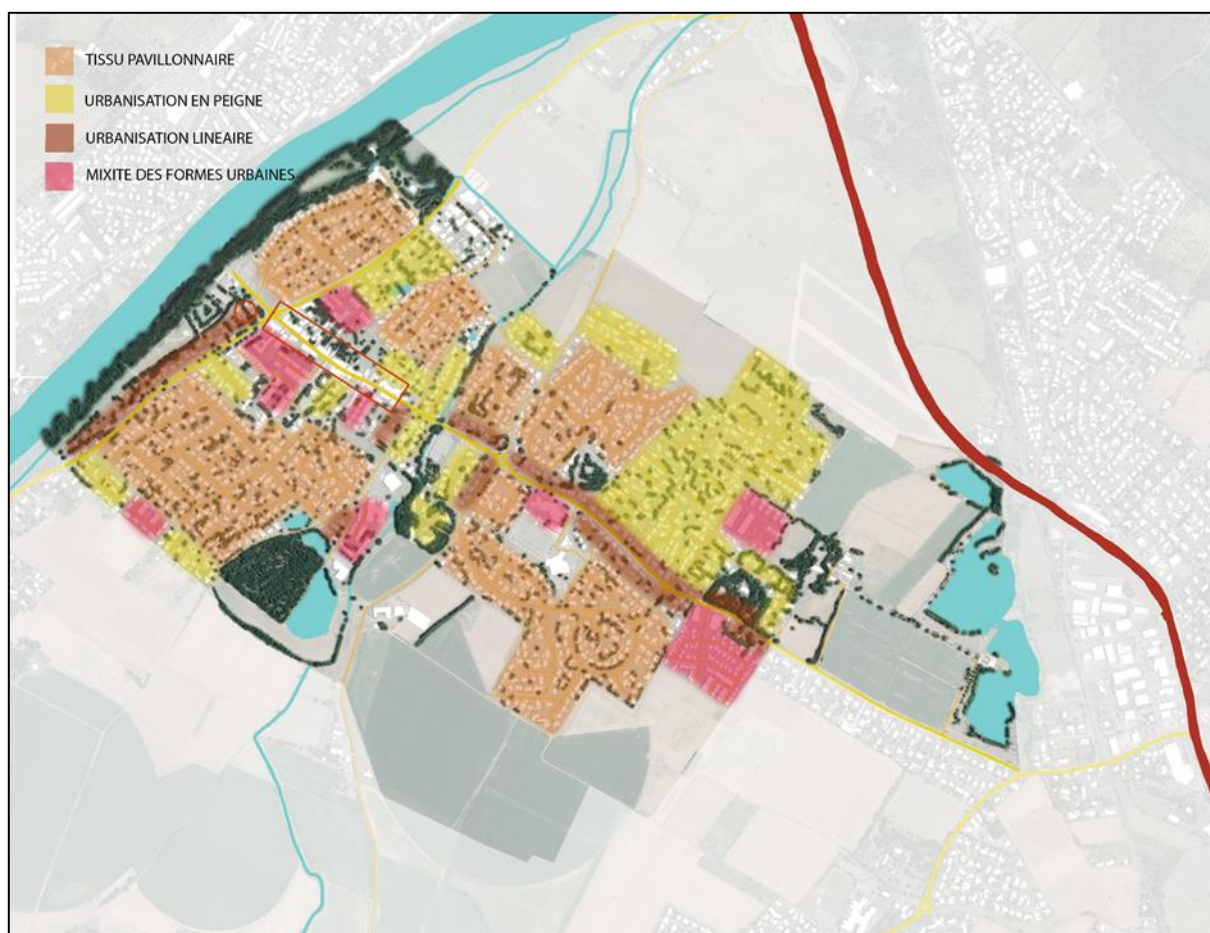 TISSU PAVILLONNAIRE
URBANISATION EN PEIGNE
URBANISATION LINEAIRE
MIXITE DES FORMES URBAINES